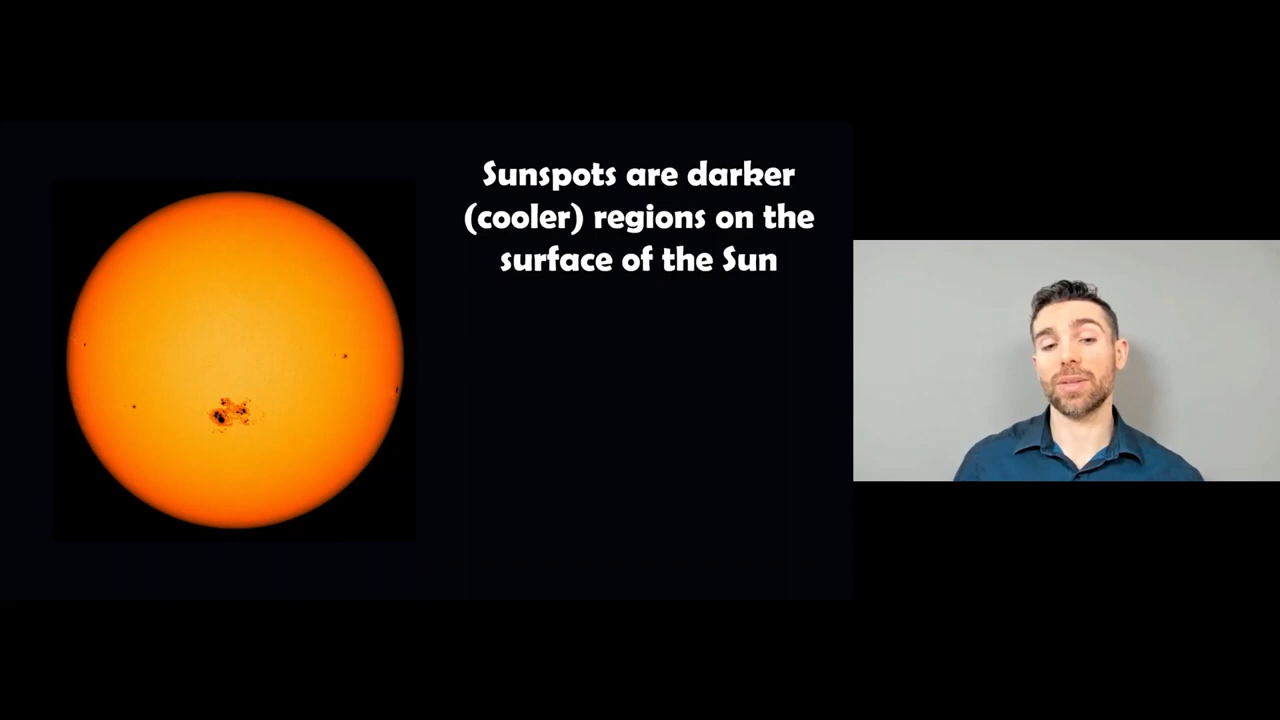 Sunspots are darker
(cooler) regions on the
surface of the Sun